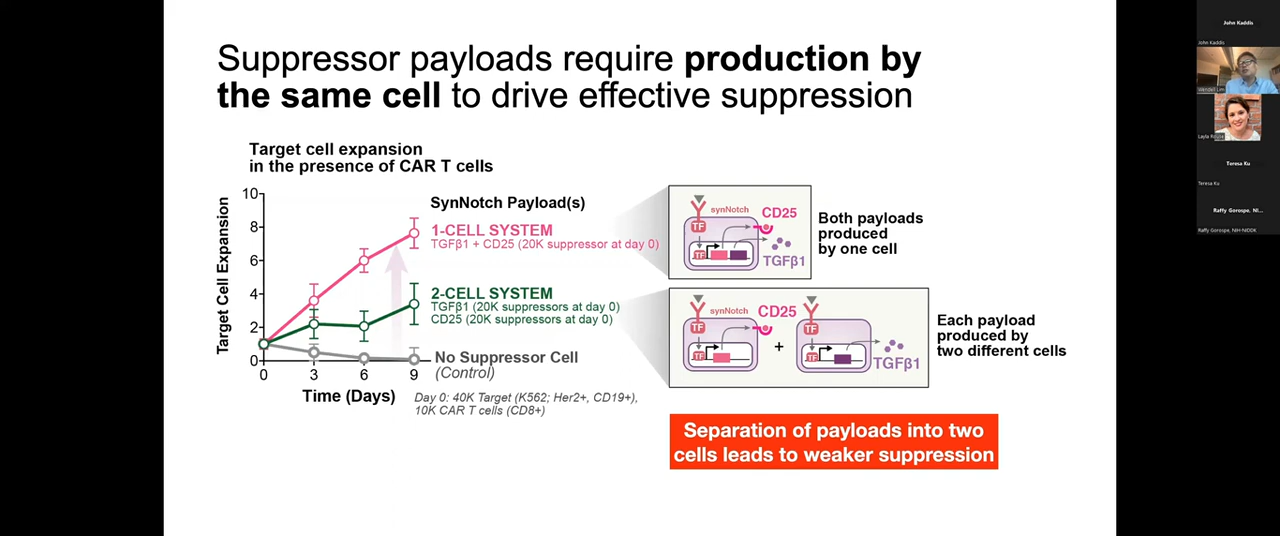 Suppressor payloads require production by
the same cell to drive effective suppression
Target cell expansion
in the presence of CAR T cells
Target Cell Expansion
10
8
6
4
2
0
0
3
6
9
Time (Days)
SynNotch Payload(s)
1-CELL SYSTEM
TGFβ1 + CD25 (20K suppressor at day 0)
2-CELL SYSTEM
TGFβ1 (20K suppressors at day 0)
CD25 (20K suppressors at day 0)
No Suppressor Cell
(Control)
Day 0: 40K Target (K562; Her2+, CD19+),
10K CAR T cells (CD8+)
synNotch
CD25
TF
TF
TGFβ1
Both payloads
produced
by one cell
synNotch
CD25
TF
TF
+
TF
TF
TGFβ1
Each payload
produced by
two different cells
Separation of payloads into two
cells leads to weaker suppression
John Kaddis
John Kaddis
Wendell Lim
Teresa Ku
Teresa Ku
Raffy Gorospe, NI...
Raffy Gorospe, NIH-NIDDK